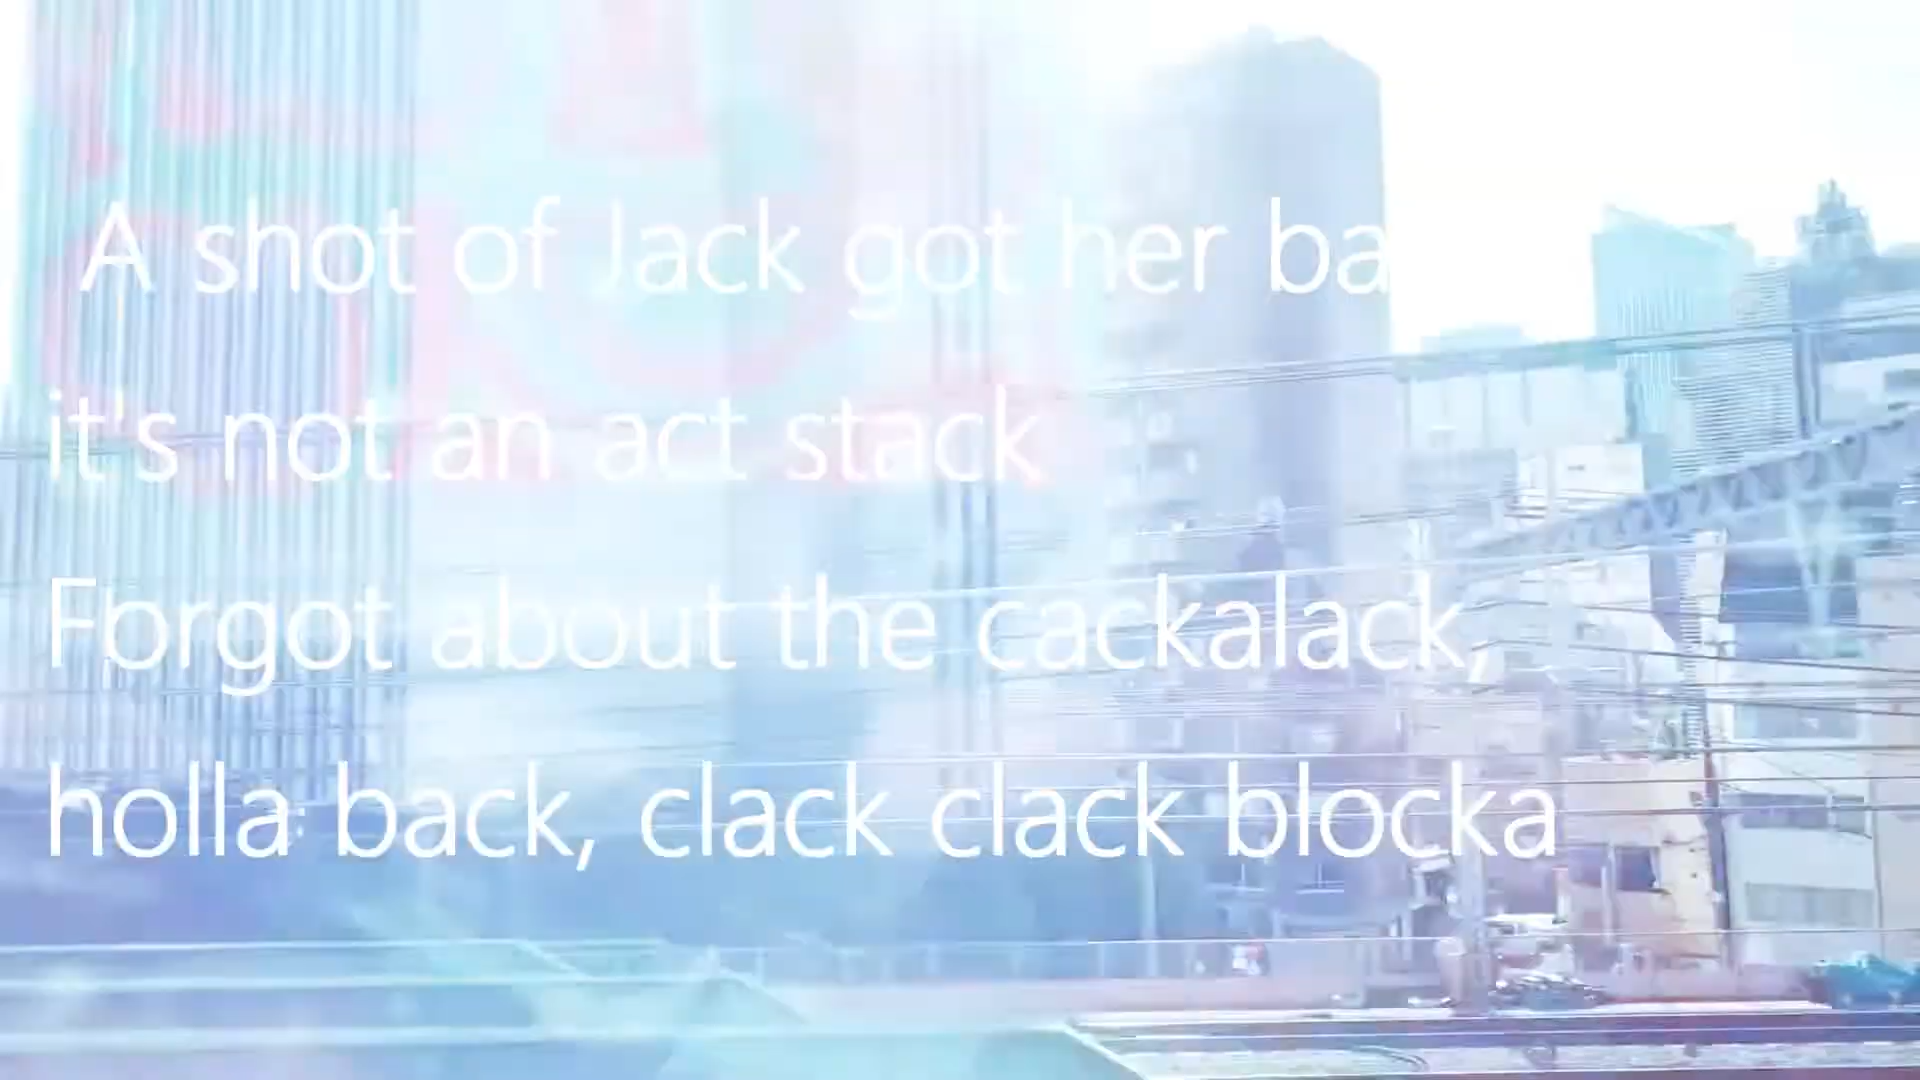 A shot of Jack got her ba
it's not an act stack
Forgot about the cackalack,
holla back, clack clack blocka